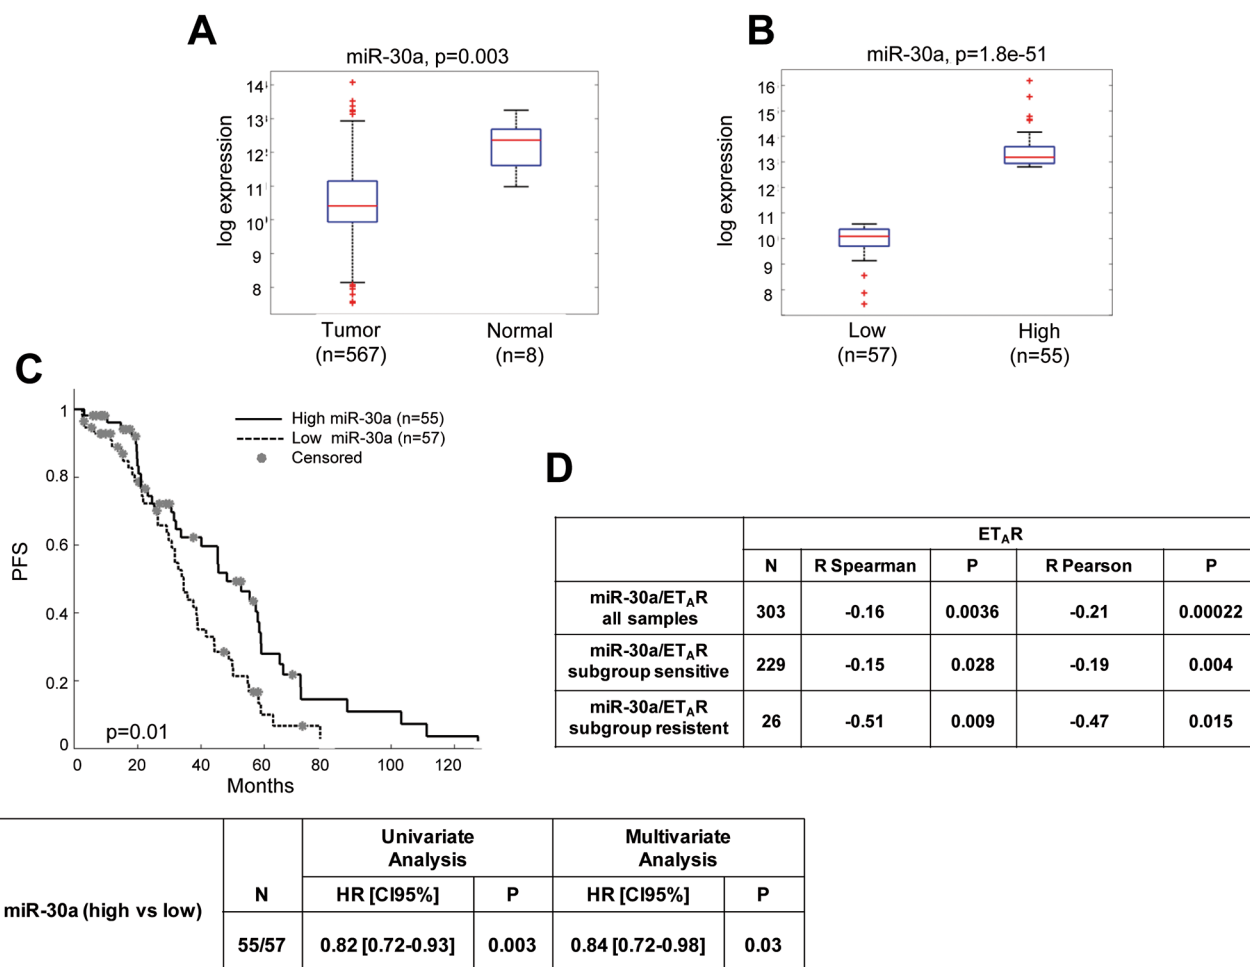 A
miR-30a, p=0.003
log expression
14
13
12
11
10
9
8
Tumor
(n=567)
Normal
(n=8)
B
miR-30a, p=1.8e-51
log expression
16
15
14
13
12
11
10
9
8
Low
(n=57)
High
(n=55)
C
High miR-30a (n=55)
Low miR-30a (n=57)
Censored
PFS
1
0.8
0.6
0.4
0.2
0
p=0.01
0 20 40 60 80 100 120
Months
D
ET_AR
N R Spearman P R Pearson P
miR-30a/ET_AR
all samples
303 -0.16 0.0036 -0.21 0.00022
miR-30a/ET_AR
subgroup sensitive
229 -0.15 0.028 -0.19 0.004
miR-30a/ET_AR
subgroup resistent
26 -0.51 0.009 -0.47 0.015
Univariate
Analysis
Multivariate
Analysis
N HR [CI95%] P HR [CI95%] P
miR-30a (high vs low)
55/57 0.82 [0.72-0.93] 0.003 0.84 [0.72-0.98] 0.03